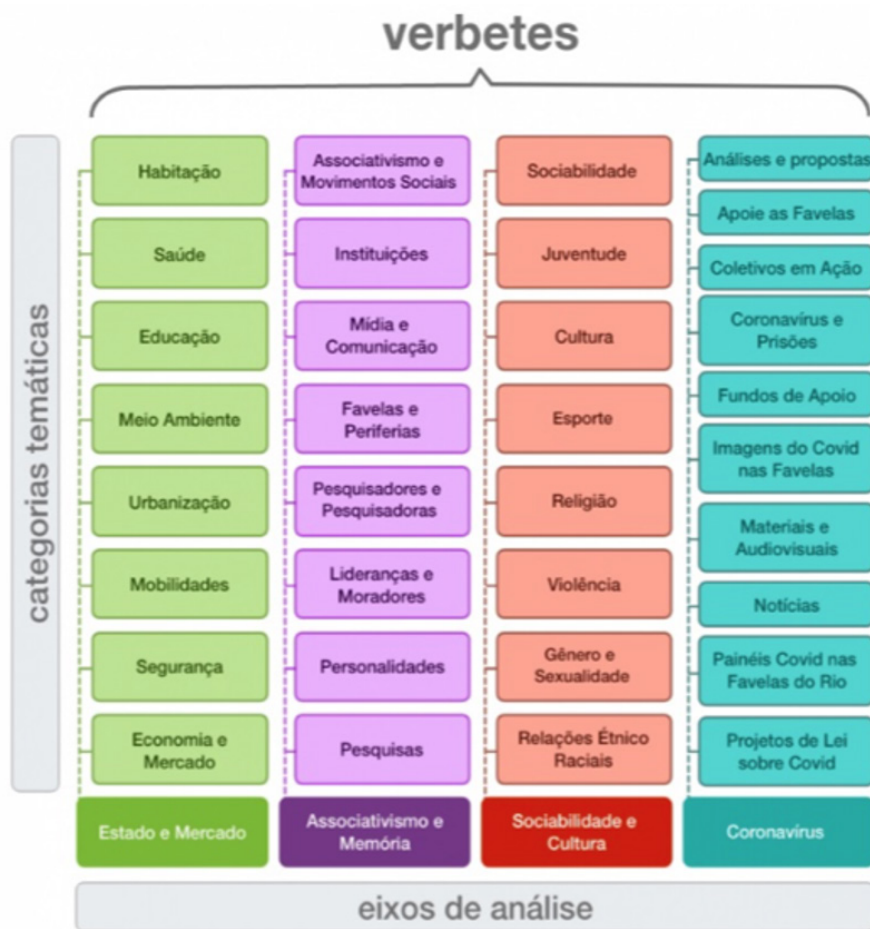 verbetes
categorias temáticas
Habitação
Saúde
Educação
Meio Ambiente
Urbanização
Mobilidades
Segurança
Economia e
Mercado
Estado e Mercado
Associativismo e
Movimentos Sociais
Instituições
Mídia e
Comunicação
Favelas e
Periferias
Pesquisadores e
Pesquisadoras
Lideranças e
Moradores
Personalidades
Pesquisas
Associativismo e
Memória
Sociabilidade
Juventude
Cultura
Esporte
Religião
Violência
Gênero e
Sexualidade
Relações Étnico
Raciais
Sociabilidade e
Cultura
Análises e propostas
Apoie as Favelas
Coletivos em Ação
Coronavírus e
Prisões
Fundos de Apoio
Imagens do Covid
nas Favelas
Materiais e
Audiovisuais
Notícias
Painéis Covid nas
Favelas do Rio
Projetos de Lei
sobre Covid
Coronavírus
eixos de análise